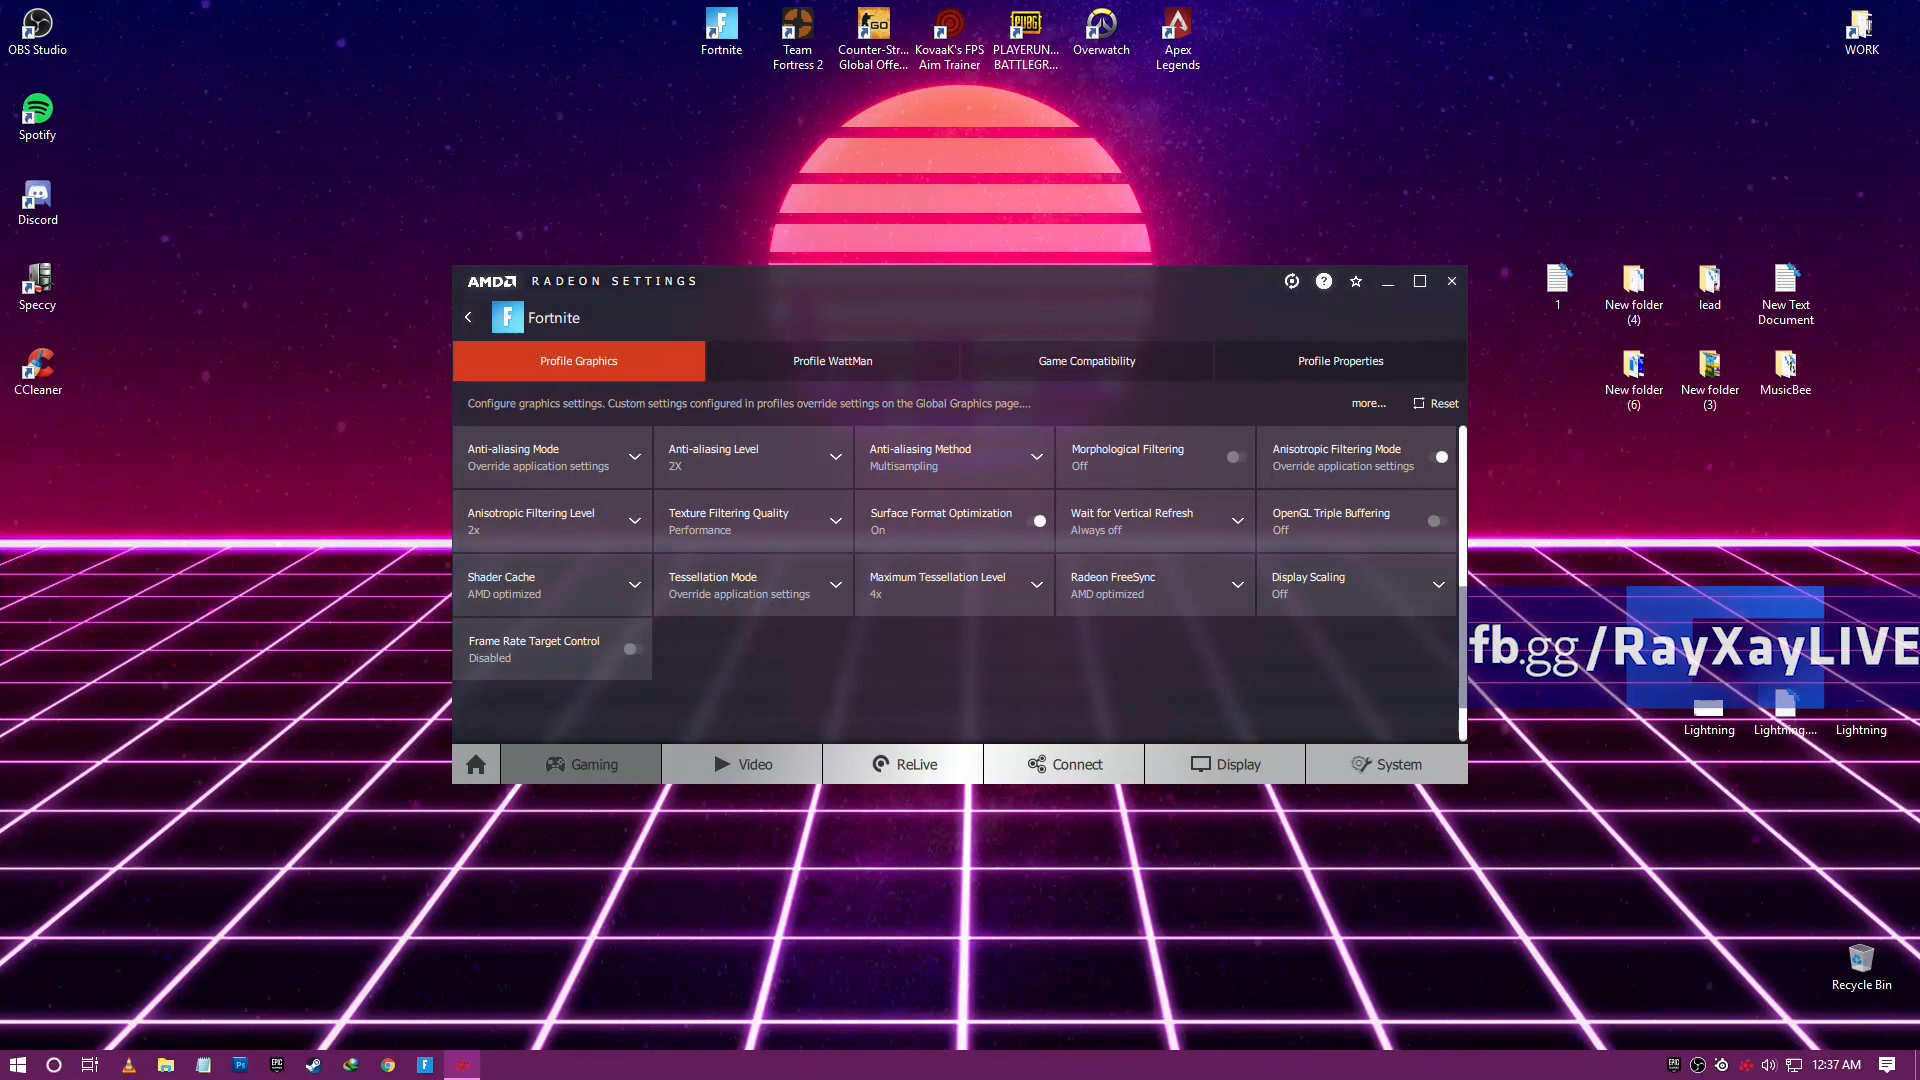 OBS Studio
Spotify
Discord
Speccy
CCleaner
Fortnite
Team
Fortress 2
Counter-Str...
Global Offe...
KovaaK's FPS
Aim Trainer
PLAYERUN...
BATTLEGR...
Overwatch
Apex
Legends
WORK
AMD RADEON SETTINGS
Fortnite
Profile Graphics
Profile WattMan
Game Compatibility
Profile Properties
Configure graphics settings. Custom settings configured in profiles override settings on the Global Graphics page....
more...
Reset
Anti-aliasing Mode
Override application settings
Anti-aliasing Level
2X
Anti-aliasing Method
Multisampling
Morphological Filtering
Off
Anisotropic Filtering Mode
Override application settings
Anisotropic Filtering Level
2x
Texture Filtering Quality
Performance
Surface Format Optimization
On
Wait for Vertical Refresh
Always off
OpenGL Triple Buffering
Off
Shader Cache
AMD optimized
Tessellation Mode
Override application settings
Maximum Tessellation Level
4x
Radeon FreeSync
AMD optimized
Display Scaling
Off
Frame Rate Target Control
Disabled
Gaming
Video
ReLive
Connect
Display
System
1
New folder
(4)
lead
New Text
Document
New folder
(6)
New folder
(3)
MusicBee
fb.gg/RayXayLIVE
Lightning
Lightning....
Lightning
Recycle Bin
12:37 AM